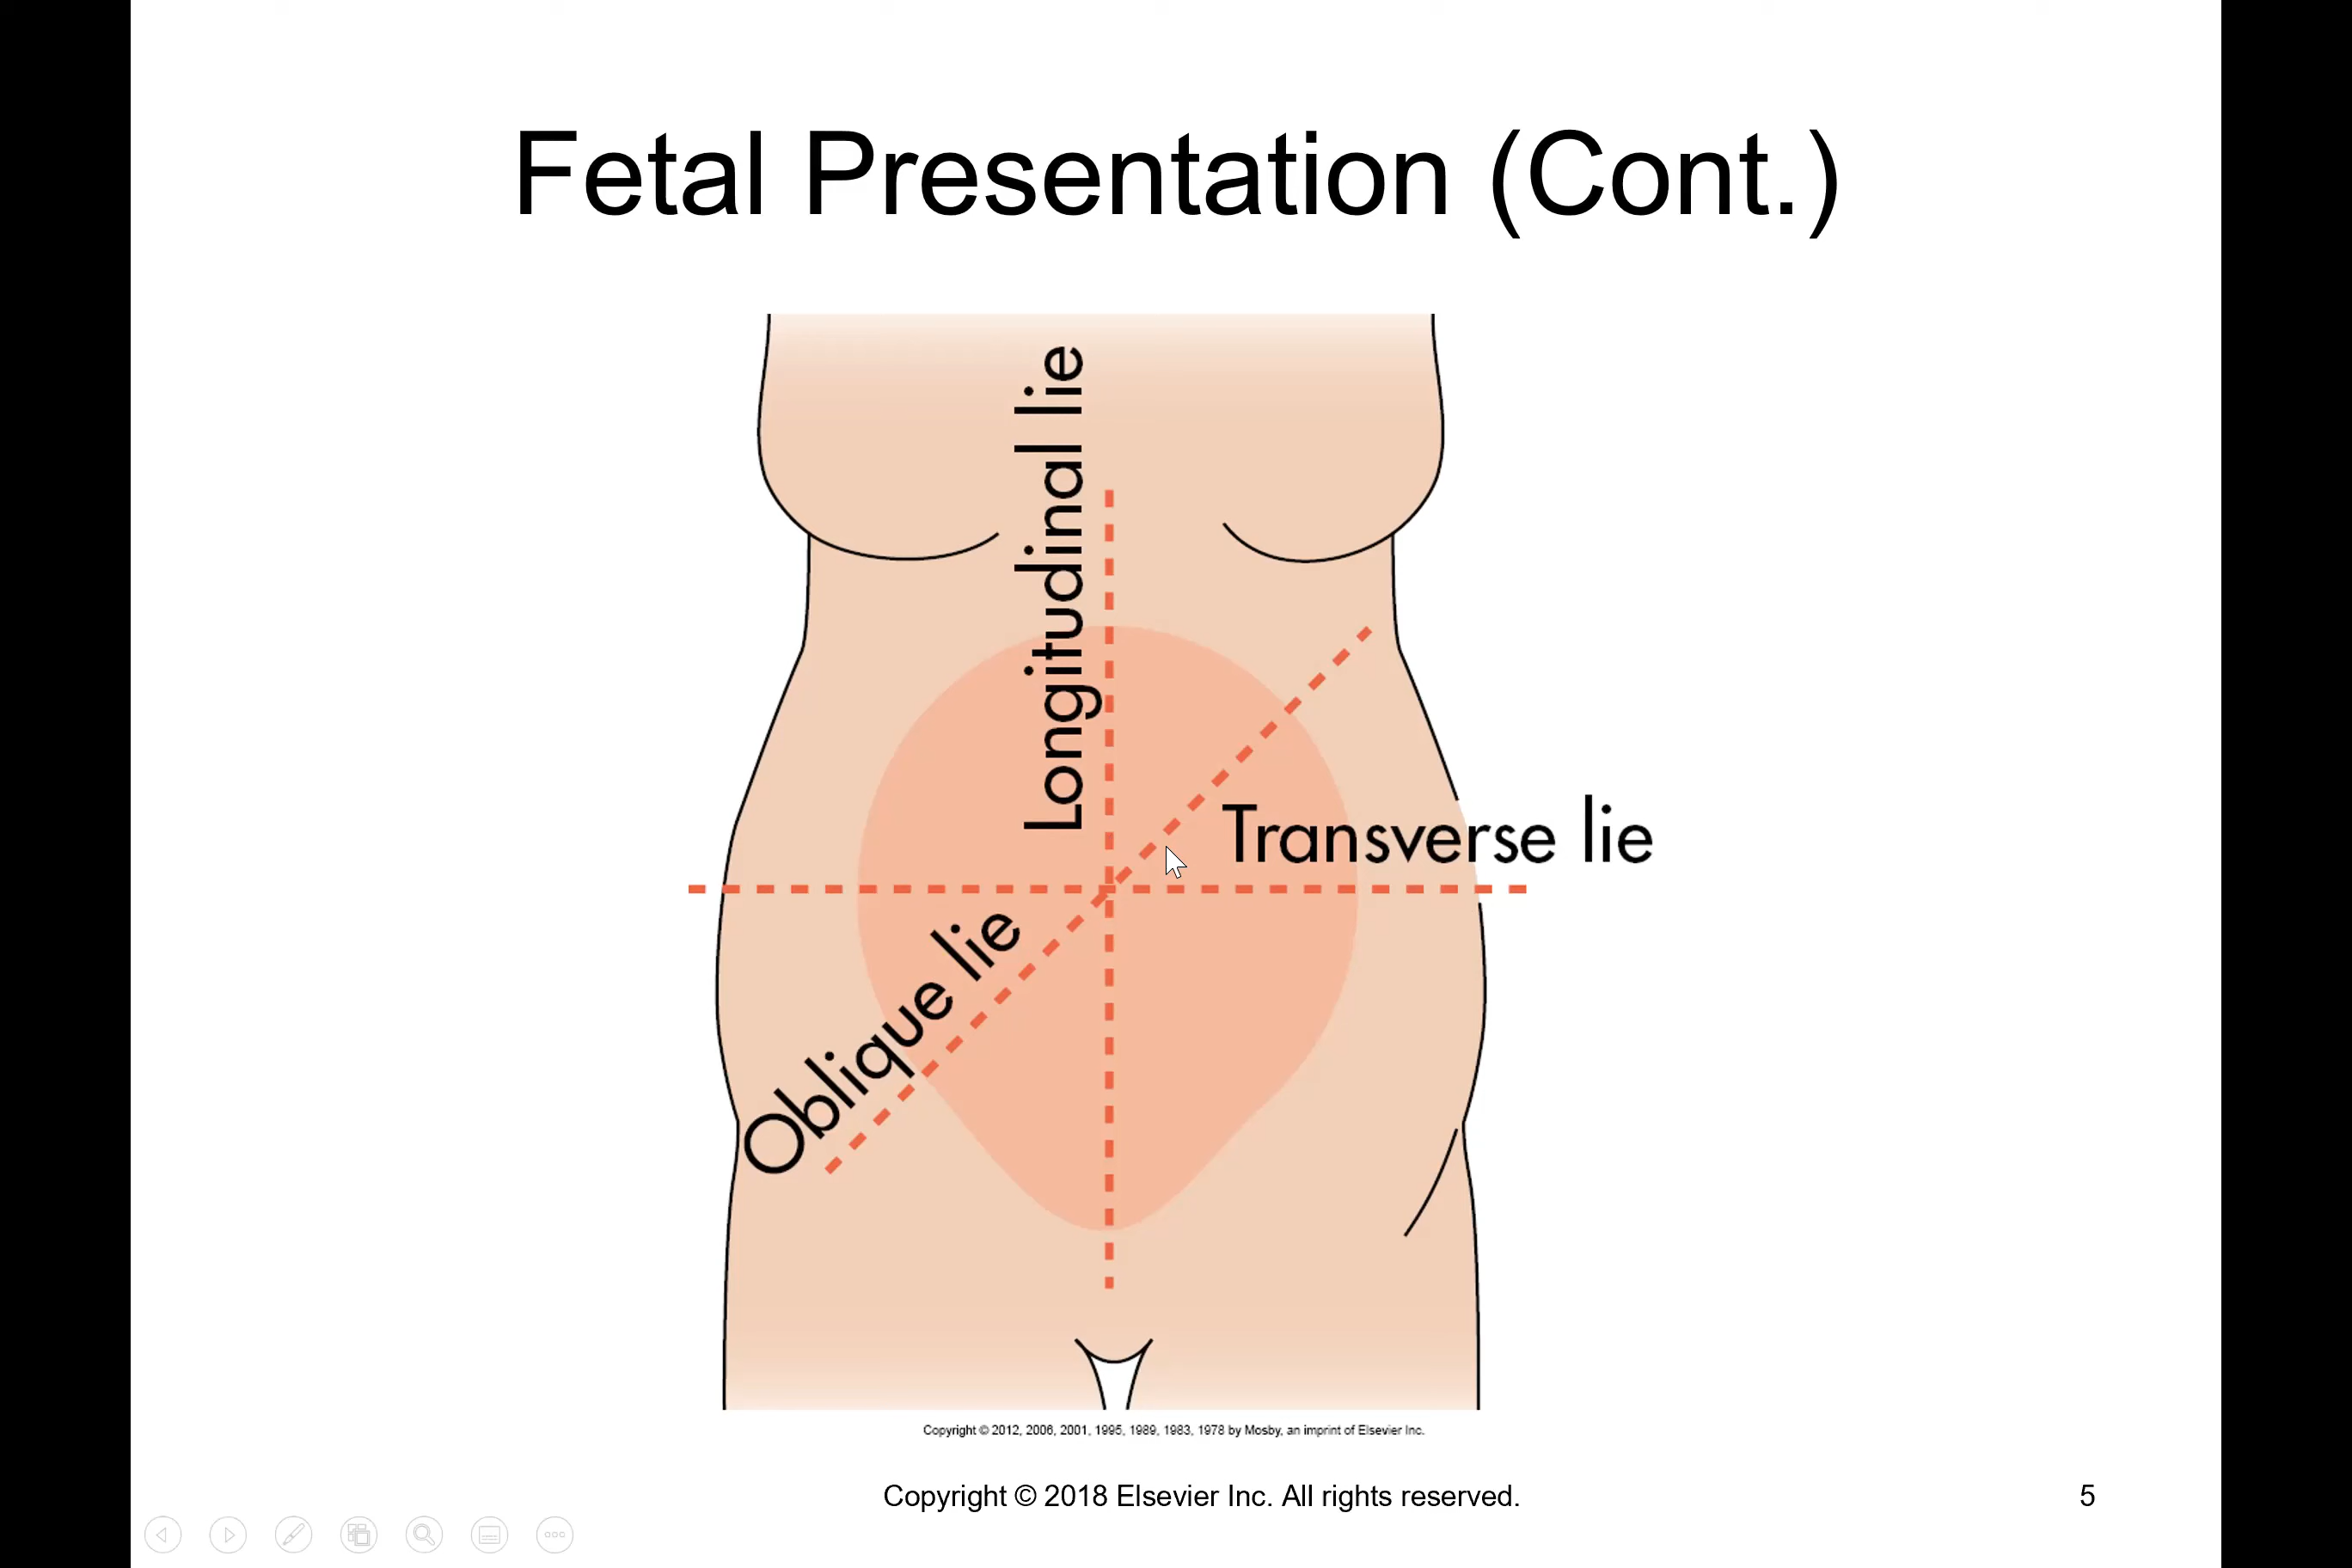 Fetal Presentation (Cont.)
Longitudinal lie
Transverse lie
Oblique lie
Copyright © 2012, 2006, 2001, 1995, 1989, 1983, 1978 by Mosby, an imprint of Elsevier Inc.
Copyright © 2018 Elsevier Inc. All rights reserved.
5